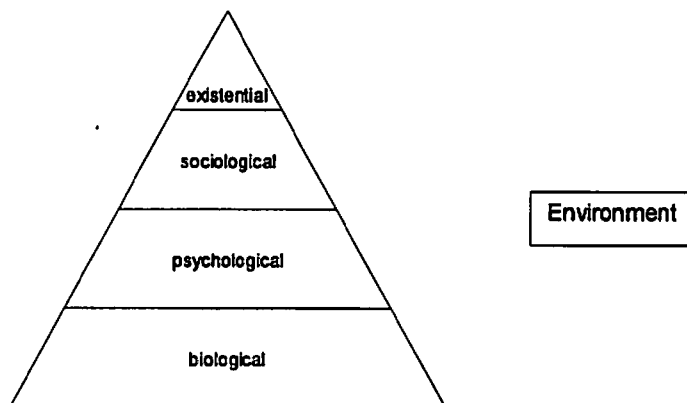 existential
sociological
Environment
psychological
biological